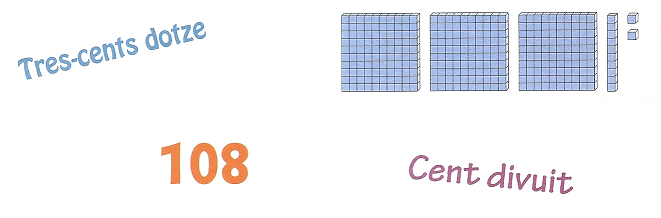 Tres-cents dotze
108
Cent divuit